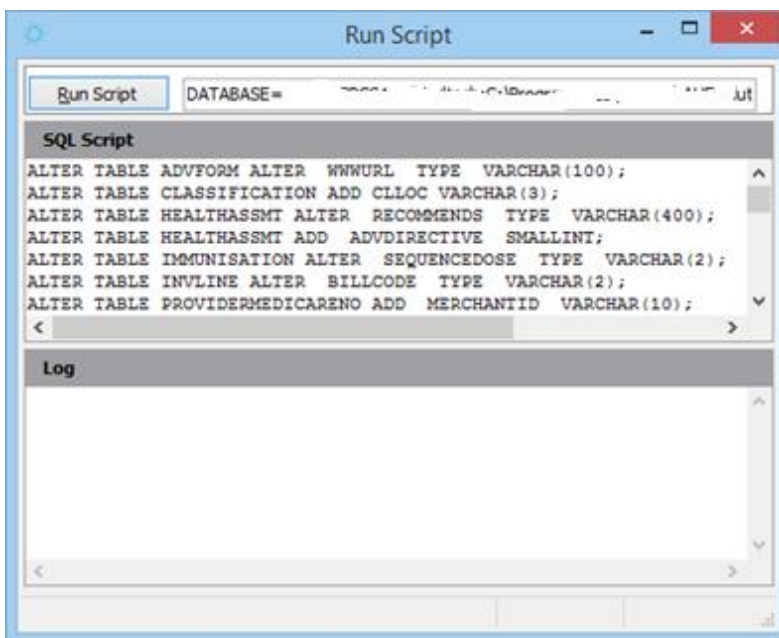 Run Script
Run Script DATABASE=
SQL Script
ALTER TABLE ADVFORM ALTER WWWURL TYPE VARCHAR(100);
ALTER TABLE CLASSIFICATION ADD CLLOC VARCHAR(3);
ALTER TABLE HEALTHASSMT ALTER RECOMMENDS TYPE VARCHAR(400);
ALTER TABLE HEALTHASSMT ADD ADVDIRECTIVE SMALLINT;
ALTER TABLE IMMUNISATION ALTER SEQUENCEDOSE TYPE VARCHAR(2);
ALTER TABLE INVLINE ALTER BILLCODE TYPE VARCHAR(2);
ALTER TABLE PROVIDERMEDICARENO ADD MERCHANTID VARCHAR(10);
Log